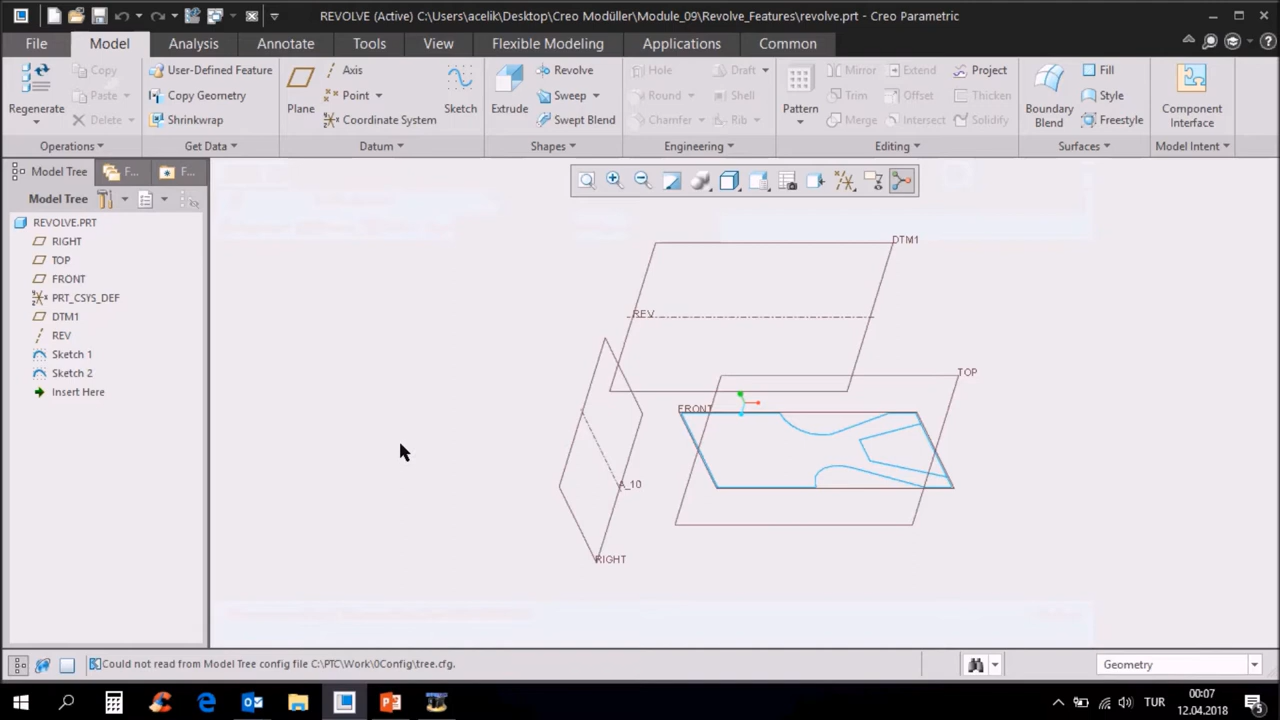 REVOLVE (Active) C:\Users\acelik\Desktop\Creo Modüller\Module_09\Revolve_Features\revolve.prt - Creo Parametric
File Model Analysis Annotate Tools View Flexible Modeling Applications Common
Copy User-Defined Feature Axis Revolve Hole Draft Mirror Extend Project Fill
Paste Copy Geometry Point Sweep Round Shell Trim Offset Thicken Style
Regenerate Plane Sketch Extrude Pattern Boundary Blend Component Interface
Delete Shrinkwrap Coordinate System Swept Blend Chamfer Rib Merge Intersect Solidify Freestyle
Operations Get Data Datum Shapes Engineering Editing Surfaces Model Intent
Model Tree F... F...
Model Tree
REVOLVE.PRT
RIGHT
TOP
FRONT
PRT_CSYS_DEF
DTM1
REV
Sketch 1
Sketch 2
Insert Here
DTM1
REV
TOP
FRONT
A_10
RIGHT
Could not read from Model Tree config file C:\PTC\Work\0Config\tree.cfg.
Geometry
TUR
00:07
12.04.2018
5